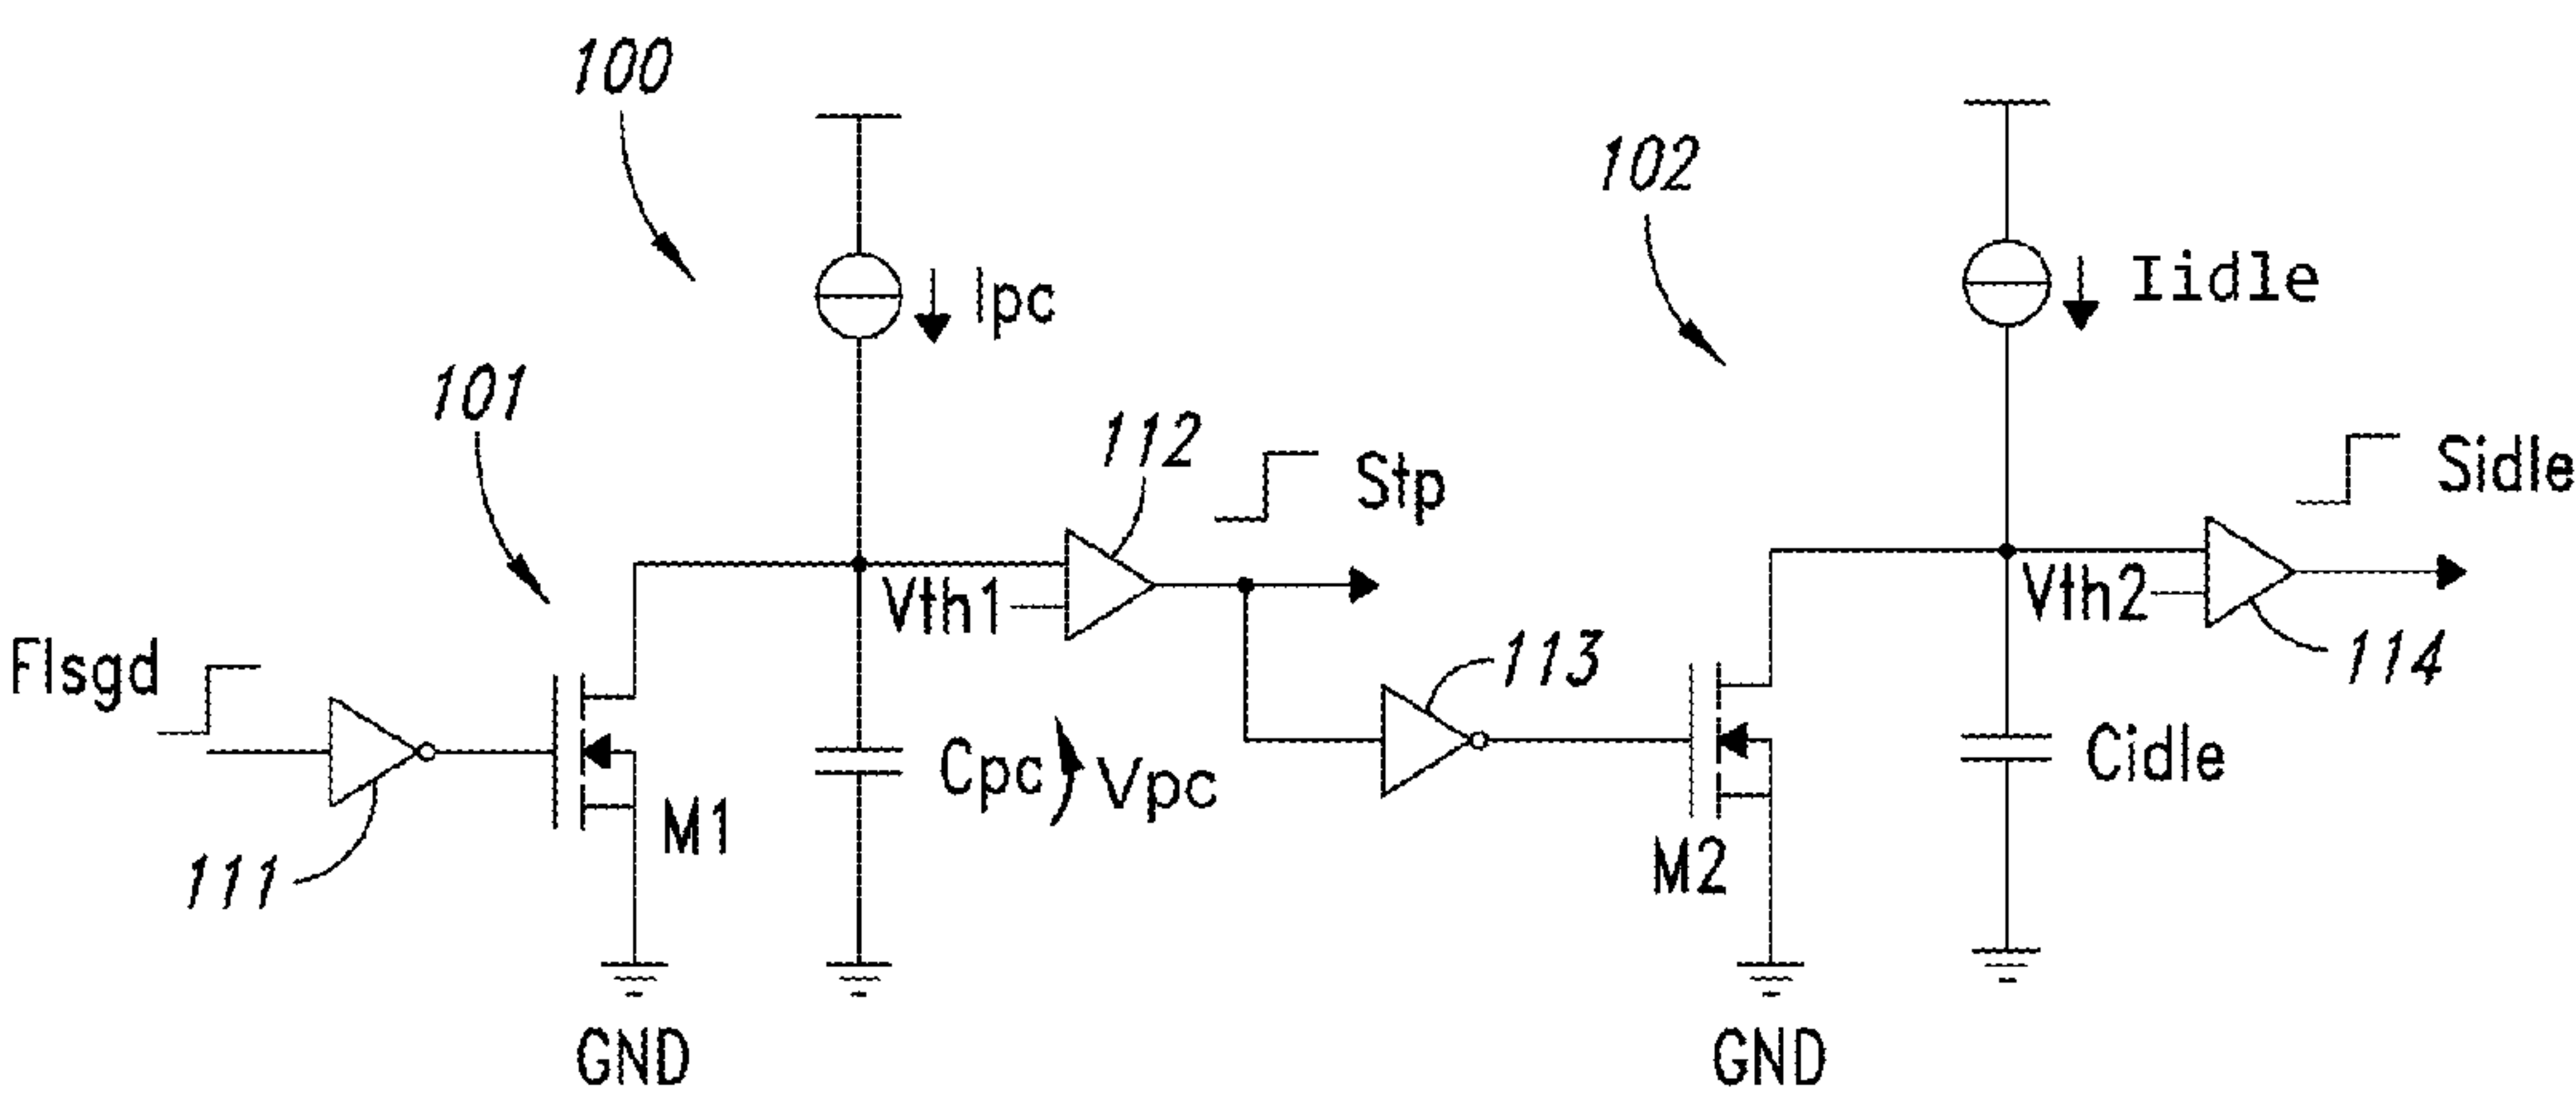 100
102
Ipc
Iidle
101
112
Stp
Sidle
Vth1
Vth2
Flsgd
113
114
Cpc
Vpc
Cidle
M1
111
M2
GND
GND